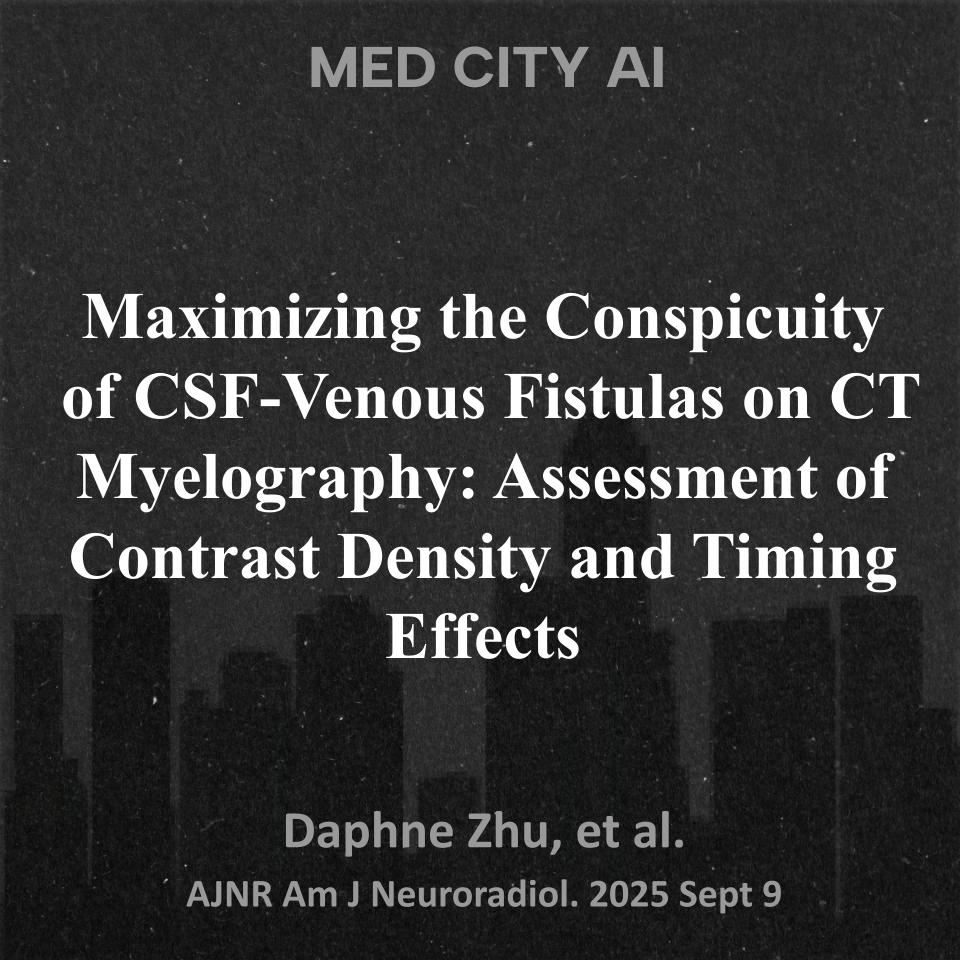 MED CITY AI
Maximizing the Conspicuity
of CSF-Venous Fistulas on CT
Myelography: Assessment of
Contrast Density and Timing
Effects
Daphne Zhu, et al.
AJNR Am J Neuroradiol. 2025 Sept 9